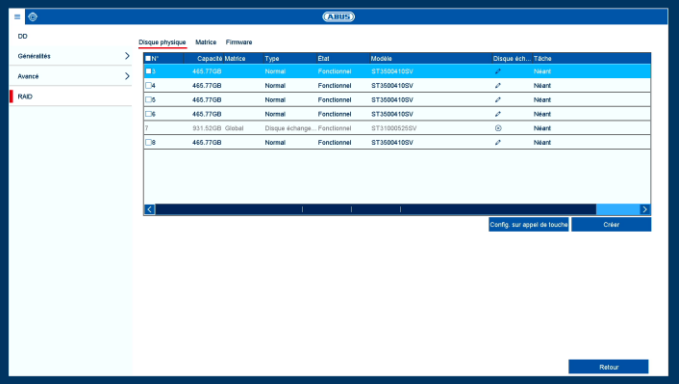 ABUS
DD
Généralités
Avancé
RAID
Disque physique Matrice Firmware
N° Capacité Matrice Type État Fonctionnel Modèle Disque éch... Tâche
3 465.77GB Normal Fonctionnel ST3500410SV Néant
4 465.77GB Normal Fonctionnel ST3500410SV Néant
5 465.77GB Normal Fonctionnel ST3500410SV Néant
6 465.77GB Normal Fonctionnel ST3500410SV Néant
7 931.52GB Global Disque échange... Fonctionnel ST31000526SV Néant
8 465.77GB Normal Fonctionnel ST3500410SV Néant
Config. sur appel de touche Créer
Retour